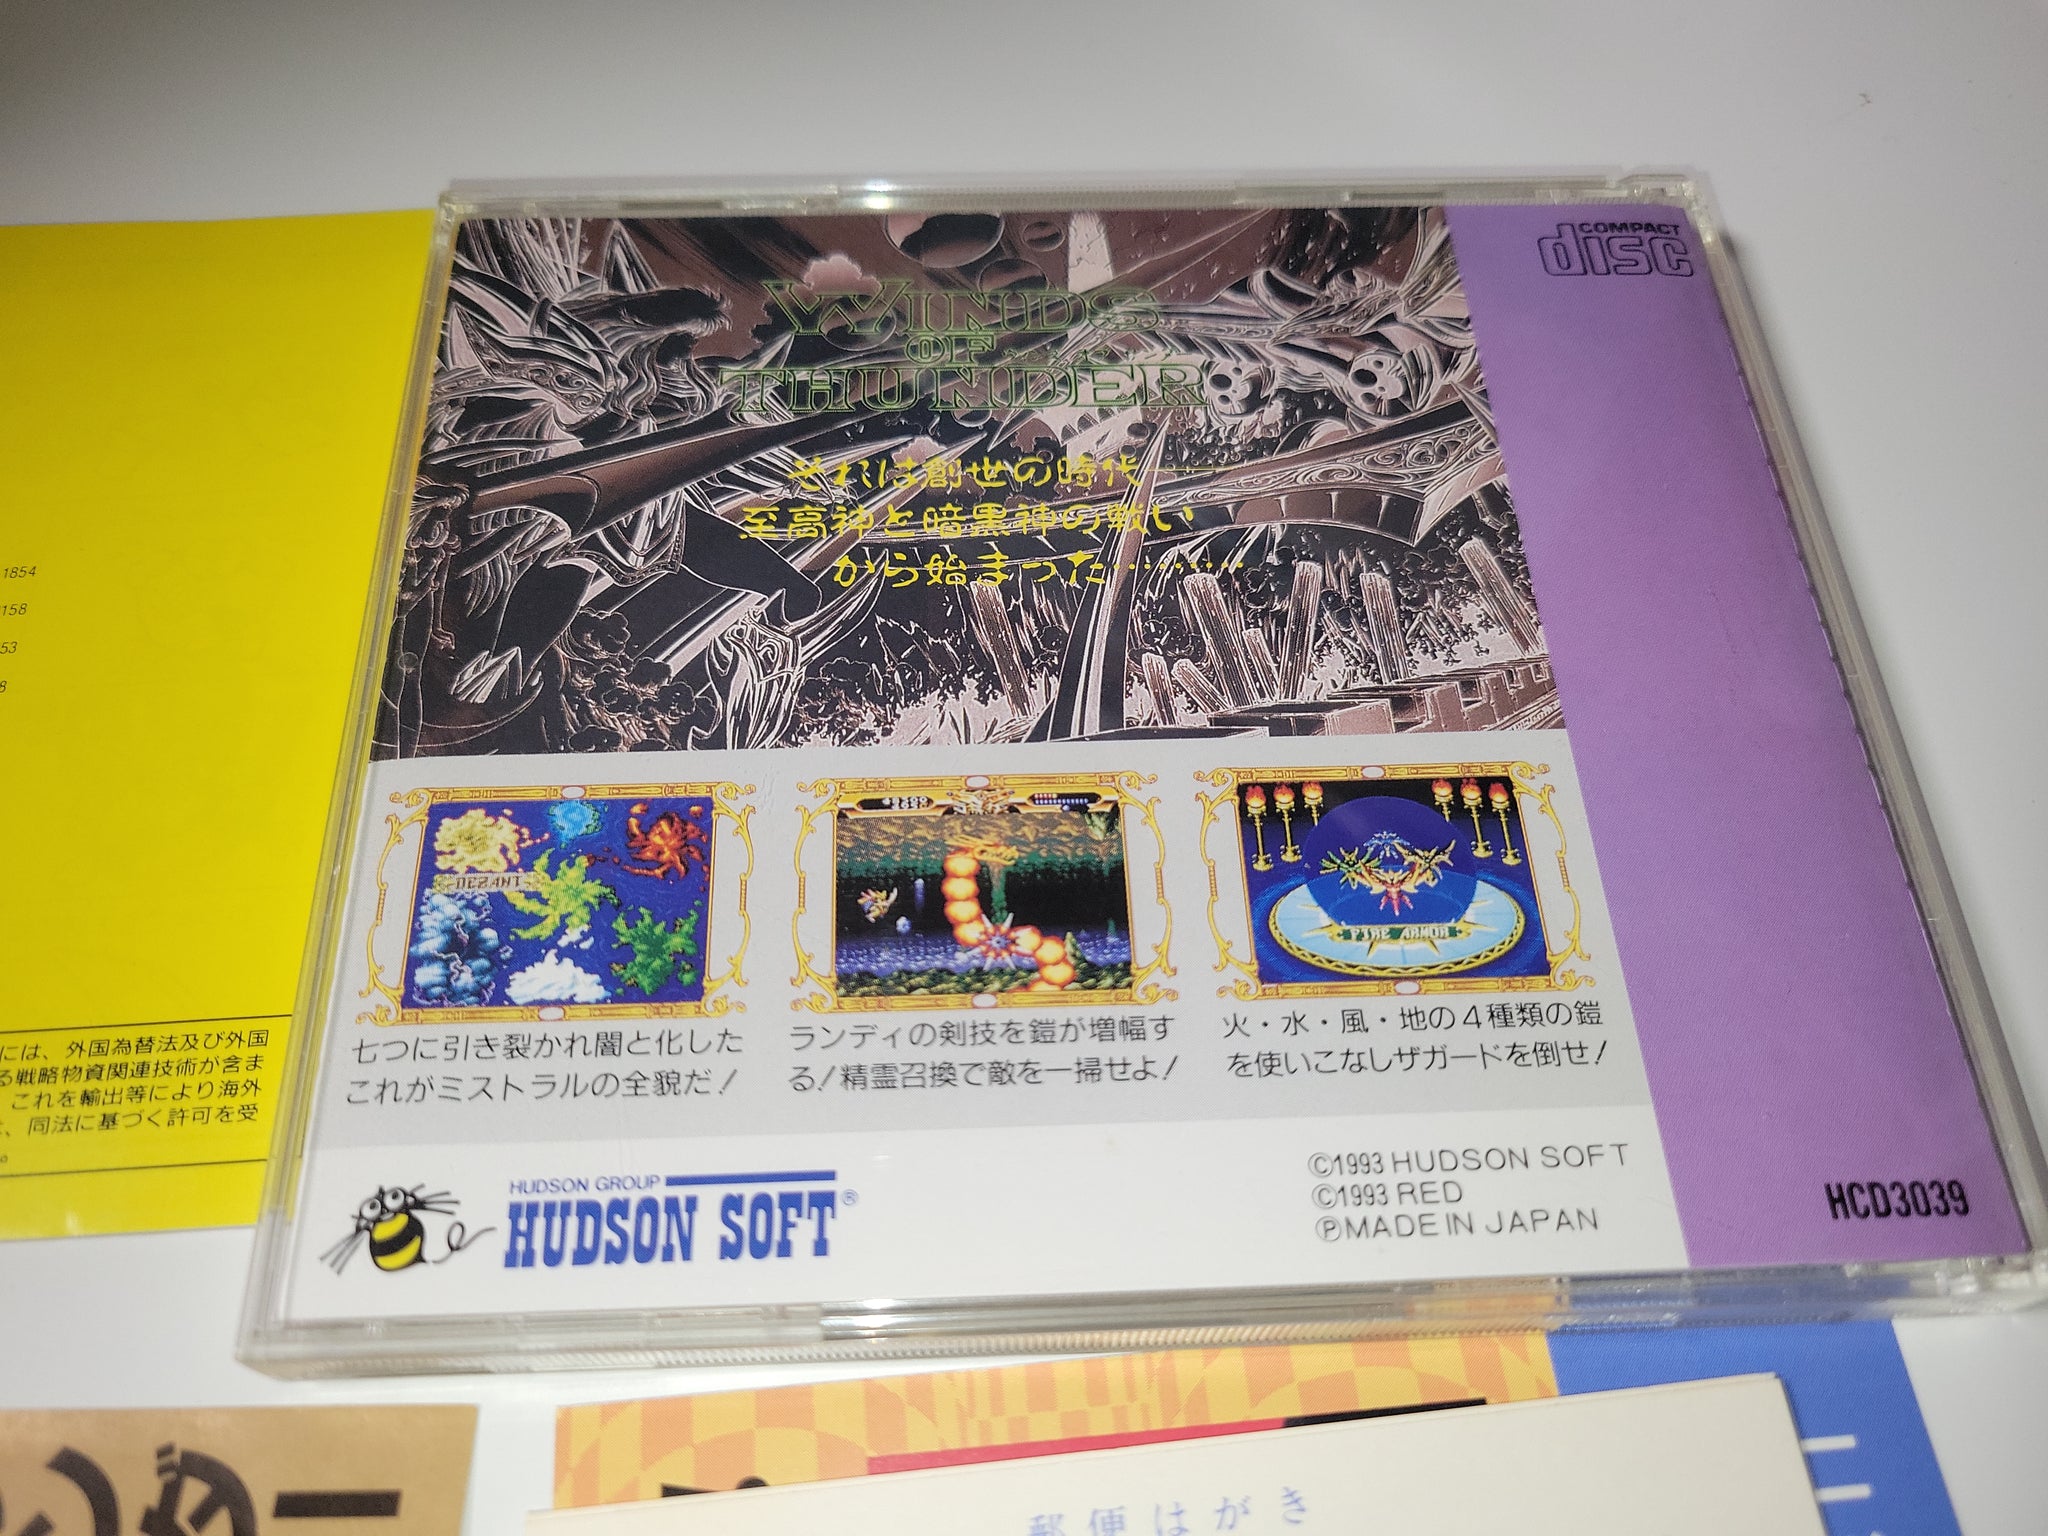 COMPACT
disc
WINDS
OF
THUNDER
それは創世の時代
至高神と暗黒神の戦い
から始まった………
DEZANT
FIRE ARMOR
七つに引き裂かれ闇と化した
これがミストラルの全貌だ！
ランディの剣技を鎧が増幅す
る！精霊召換で敵を一掃せよ！
火・水・風・地の４種類の鎧
を使いこなしザガードを倒せ！
HUDSON GROUP
HUDSON SOFT®
©1993 HUDSON SOFT
©1993 RED
ⓅMADE IN JAPAN
HCD3039
1854
158
53
8
には、外国為替法及び外国
る戦略物資関連技術が含ま
これを輸出等により海外
、同法に基づく許可を受
郵便はがき